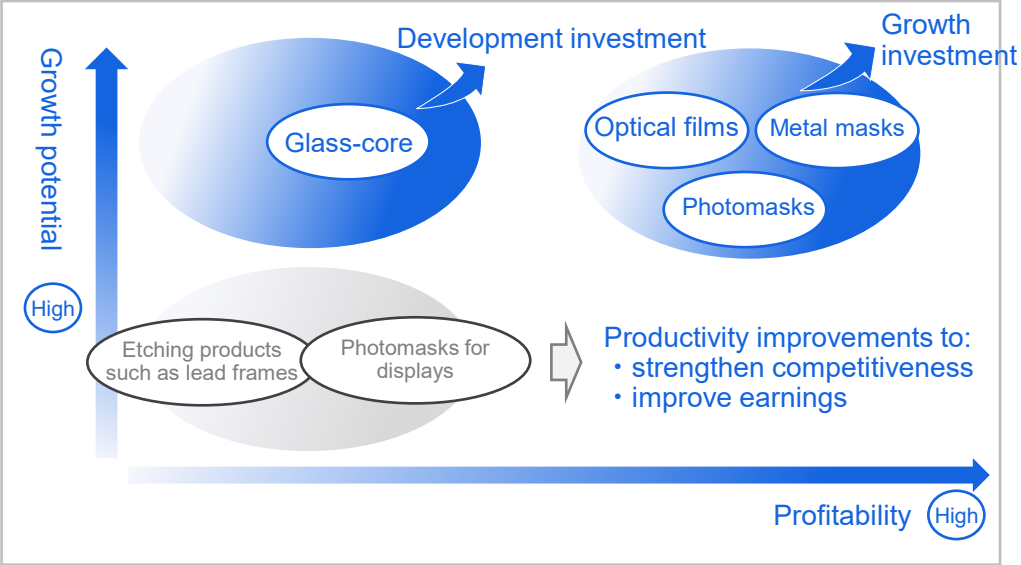 Growth potential
High
Development investment
Glass-core
Growth
investment
Optical films
Metal masks
Photomasks
Etching products
such as lead frames
Photomasks for
displays
Productivity improvements to:
・strengthen competitiveness
・improve earnings
Profitability
High